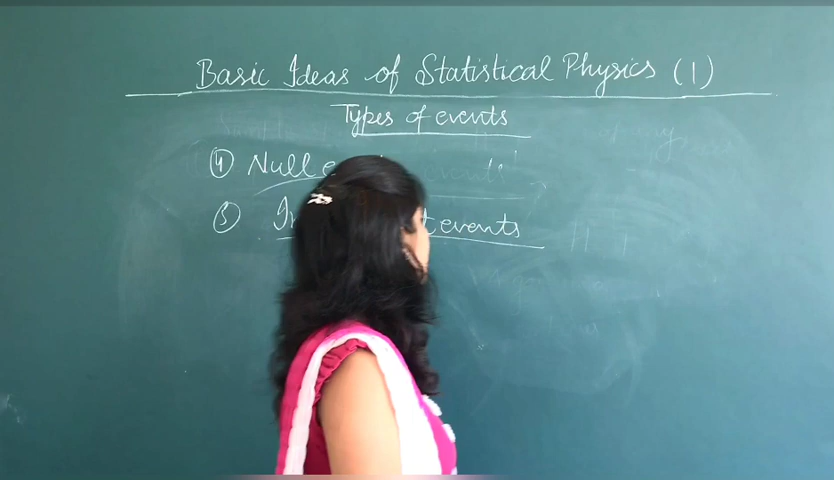 Basic Ideas of Statistical Physics (1)
Types of events
④ Null
⑤ events